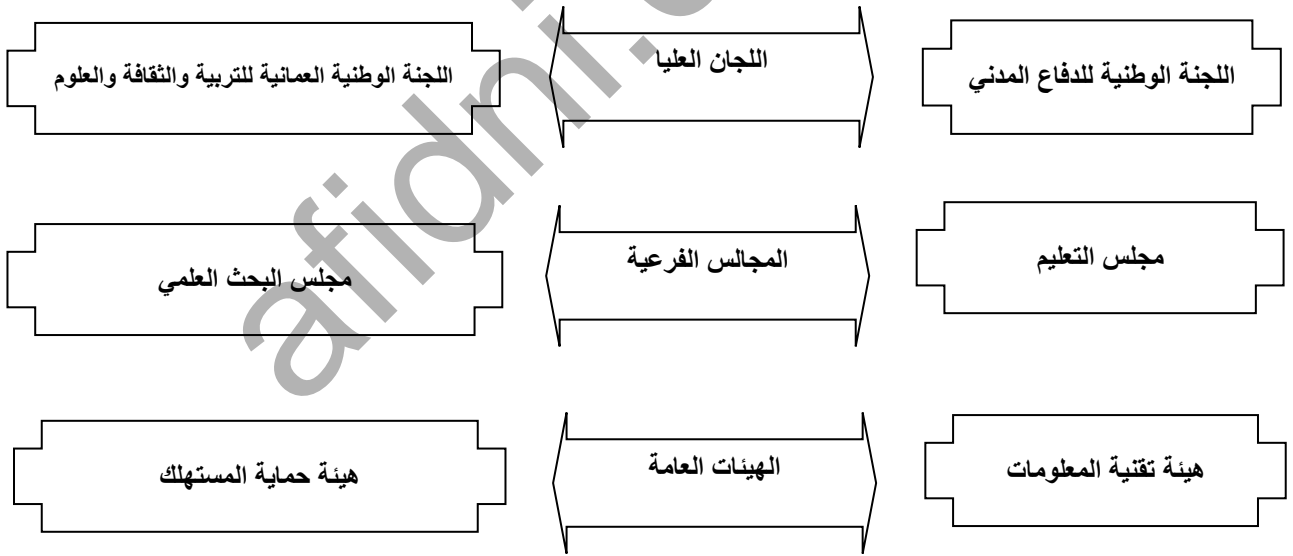 اللجنة الوطنية للدفاع المدني
اللجان العليا
اللجنة الوطنية العمانية للتربية والثقافة والعلوم
مجلس التعليم
المجالس الفرعية
مجلس البحث العلمي
هيئة تقنية المعلومات
الهيئات العامة
هيئة حماية المستهلك
afidni.